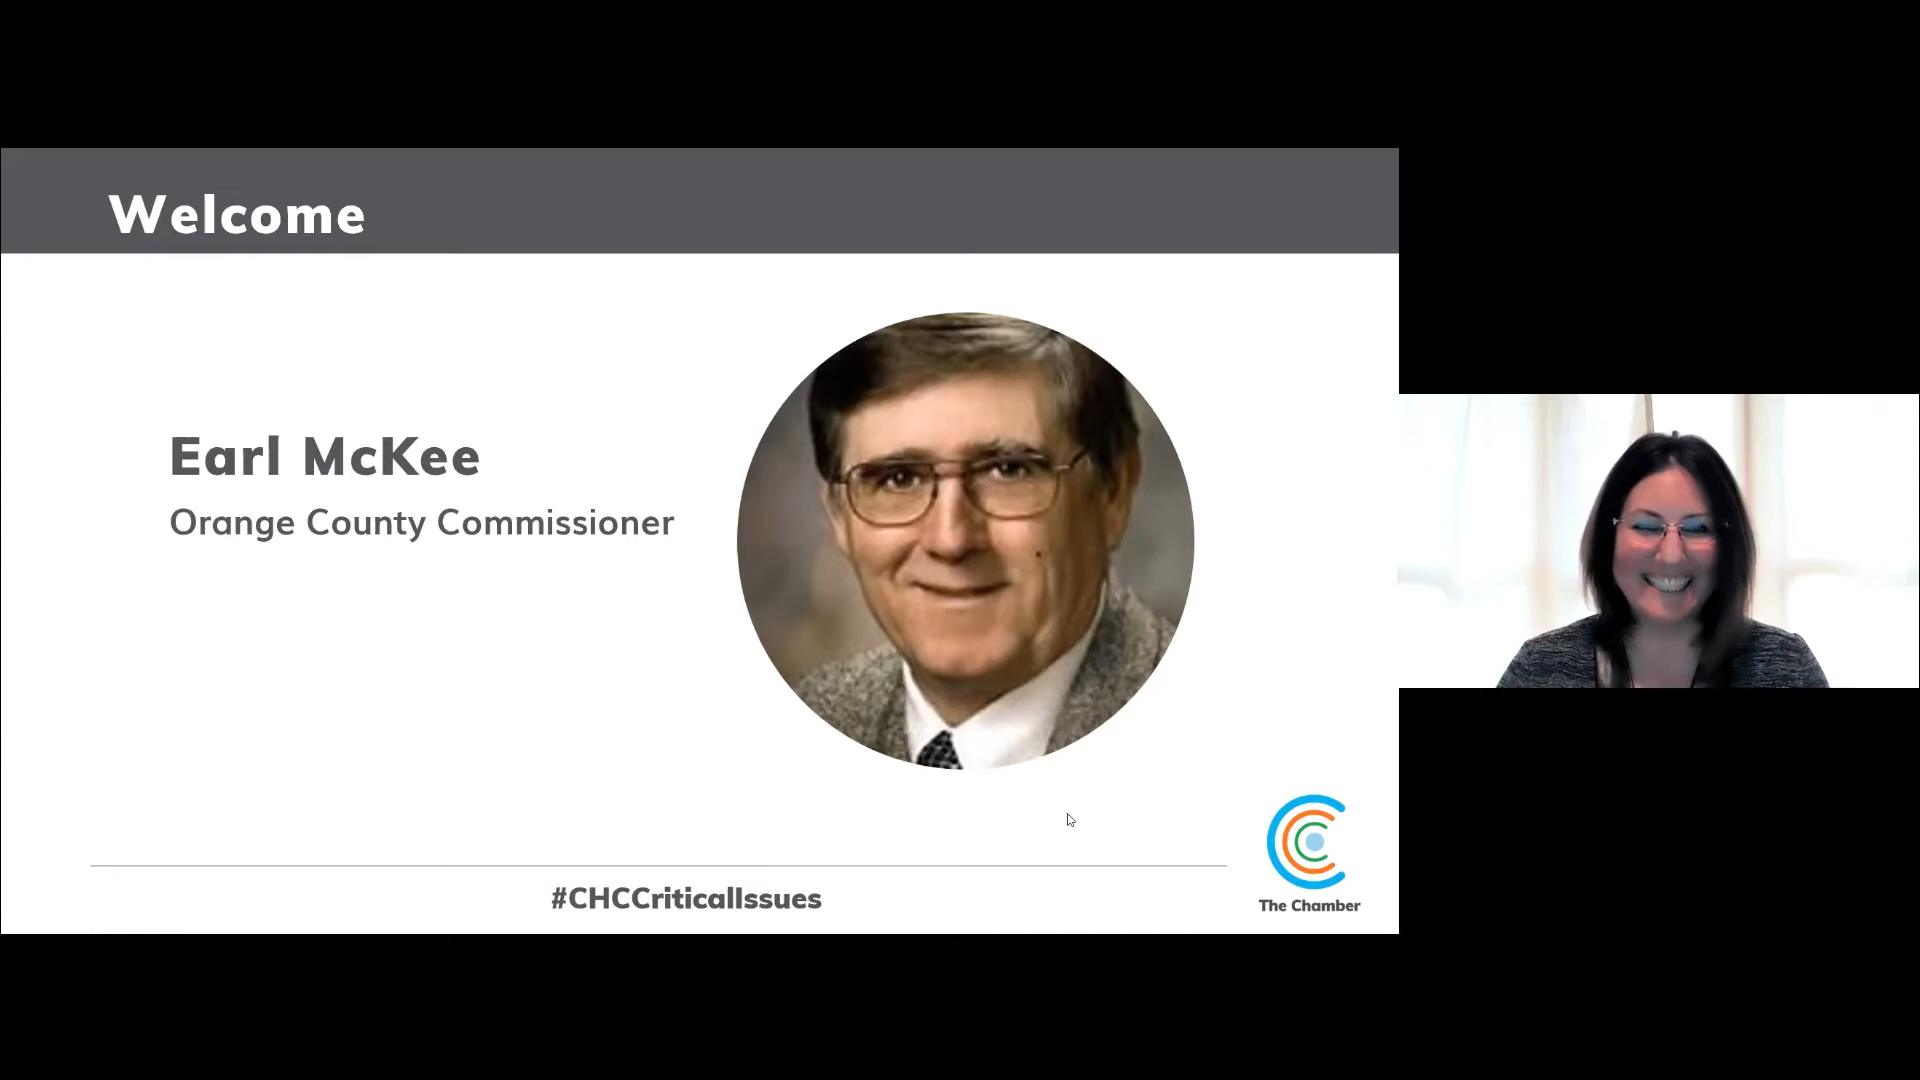 Welcome
Earl McKee
Orange County Commissioner
#CHCCriticalIssues
The Chamber